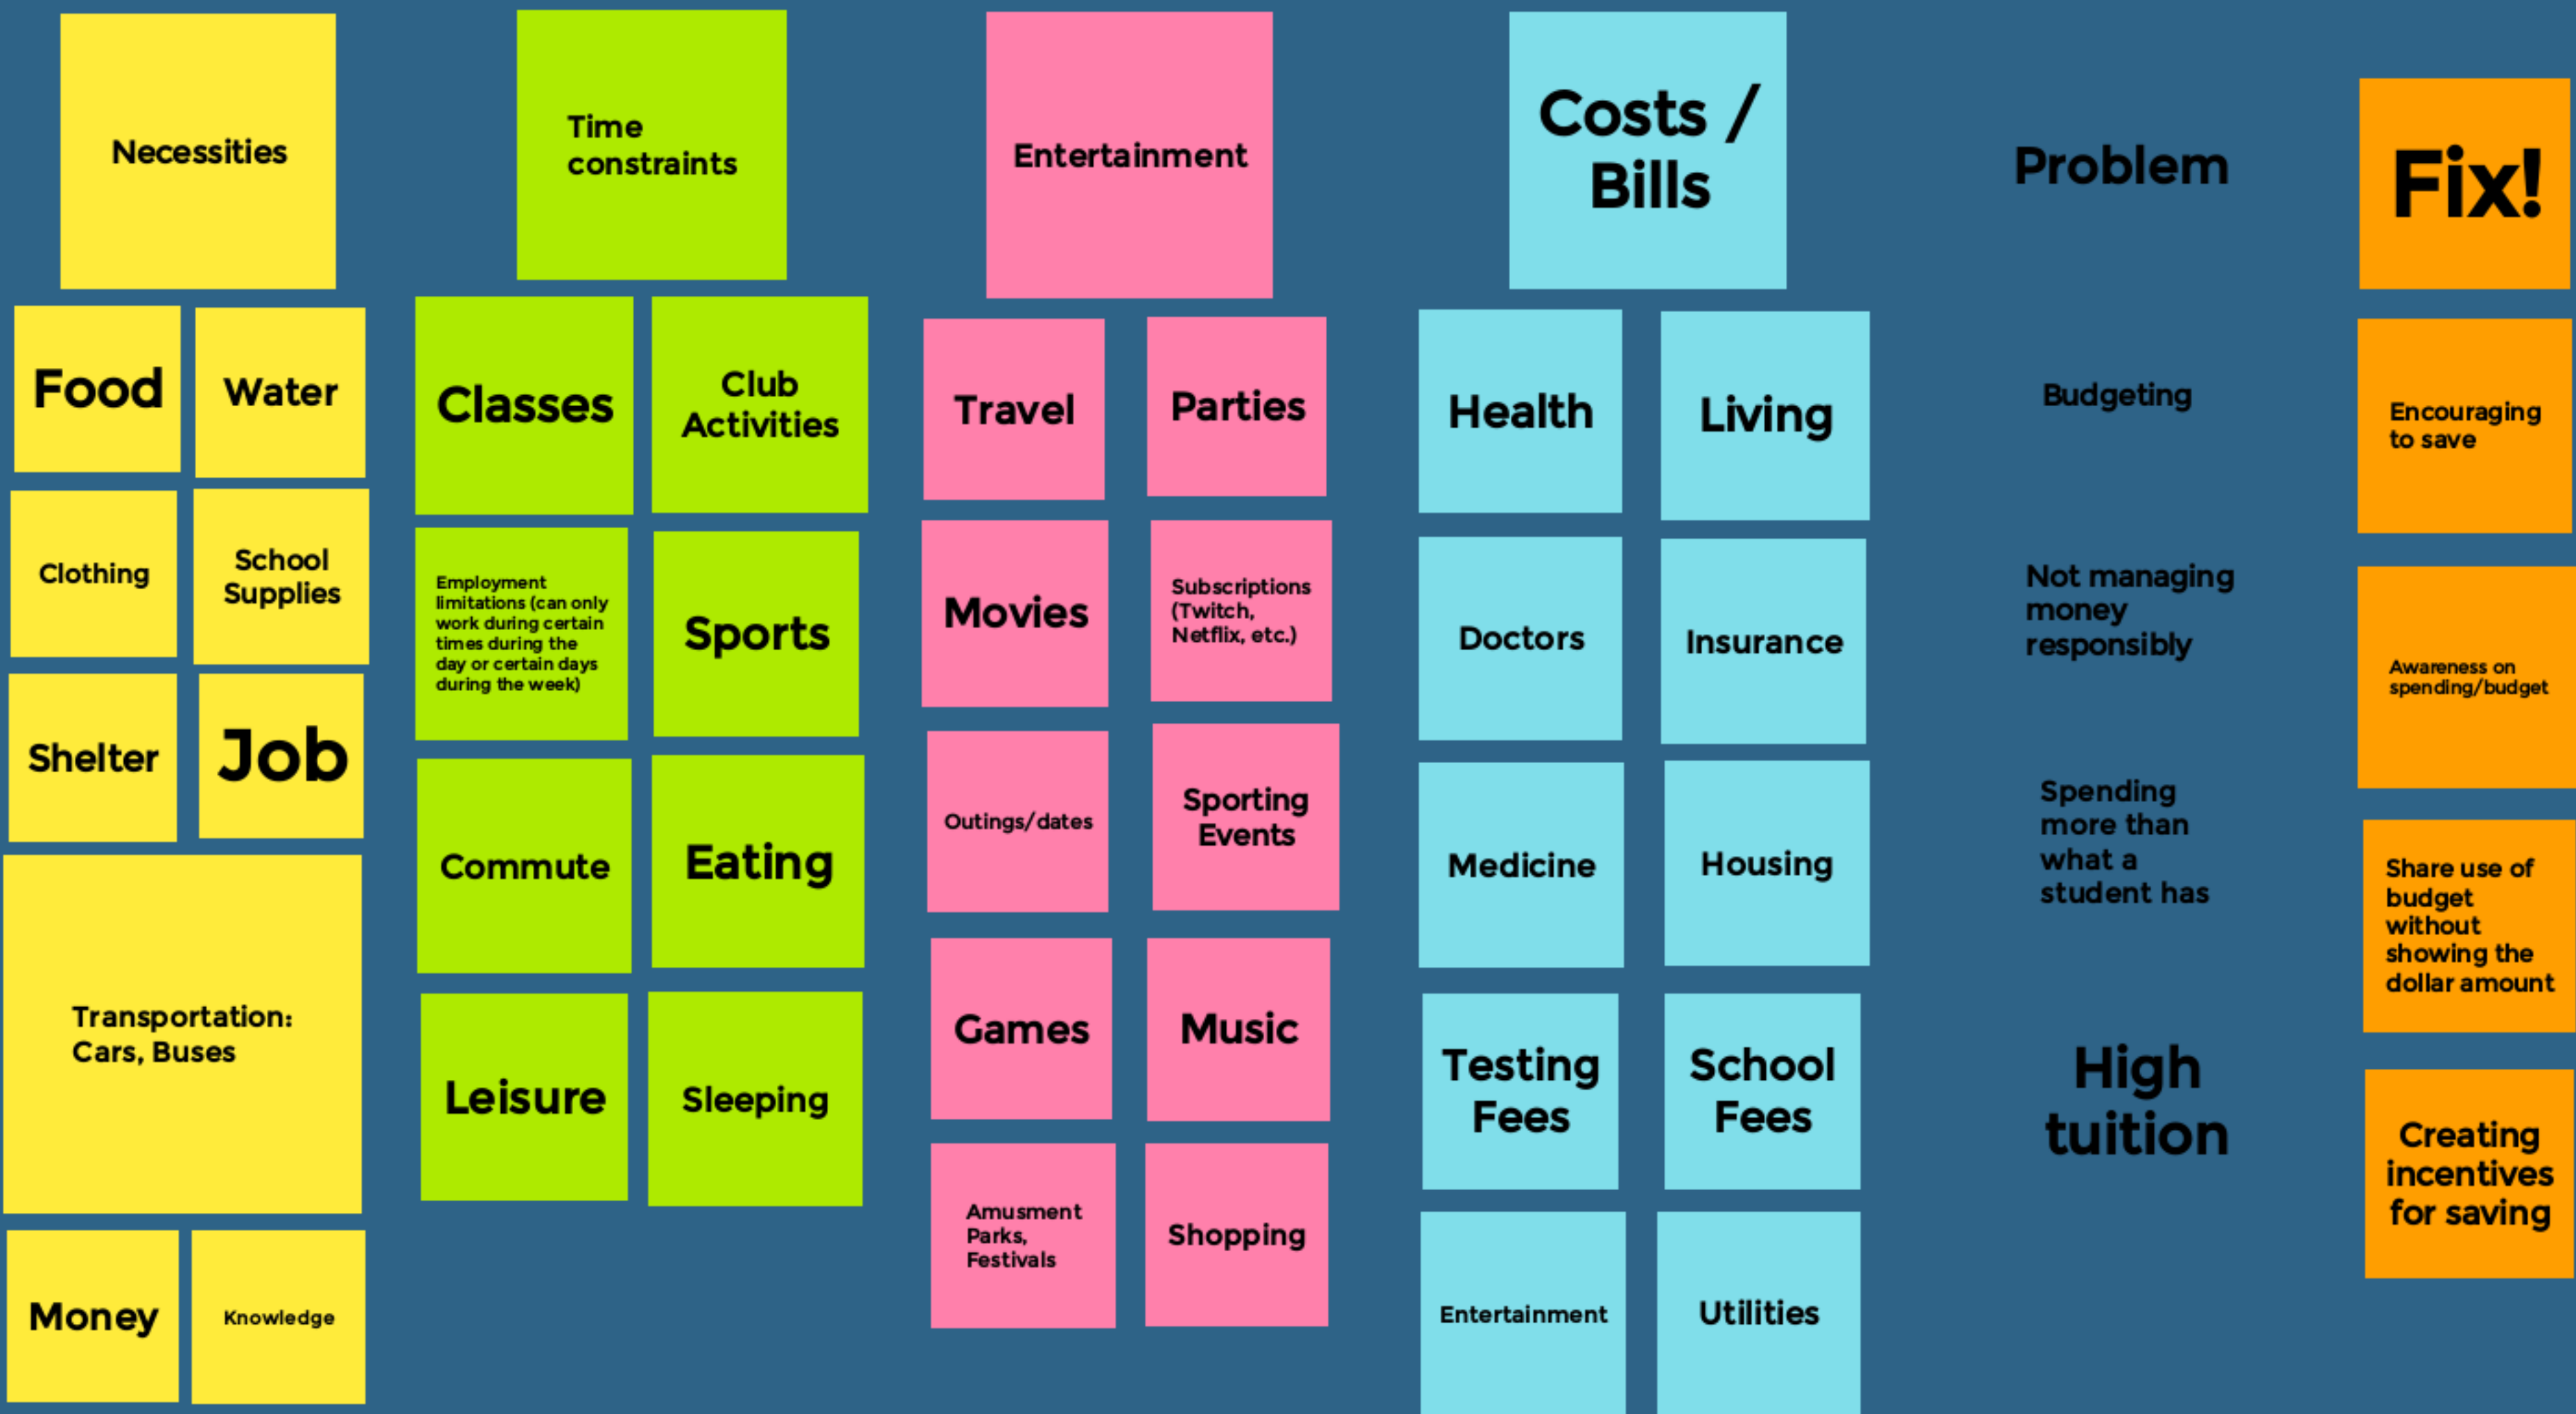 Necessities
Food
Water
Clothing
School
Supplies
Shelter
Job
Transportation:
Cars, Buses
Money
Knowledge
Time
constraints
Classes
Club
Activities
Employment
limitations (can only
work during certain
times during the
day or certain days
during the week)
Sports
Commute
Eating
Leisure
Sleeping
Entertainment
Travel
Parties
Movies
Subscriptions
(Twitch,
Netflix, etc.)
Outings/dates
Sporting
Events
Games
Music
Amusment
Parks,
Festivals
Shopping
Costs /
Bills
Health
Living
Doctors
Insurance
Medicine
Housing
Testing
Fees
School
Fees
Entertainment
Utilities
Problem
Budgeting
Not managing
money
responsibly
Spending
more than
what a
student has
High
tuition
Fix!
Encouraging
to save
Awareness on
spending/budget
Share use of
budget
without
showing the
dollar amount
Creating
incentives
for saving